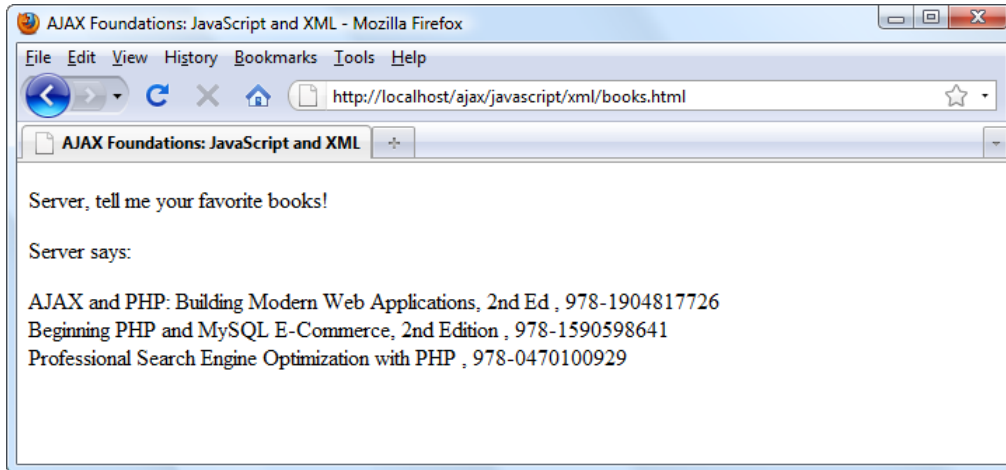 AJAX Foundations: JavaScript and XML - Mozilla Firefox
File Edit View History Bookmarks Tools Help
http://localhost/ajax/javascript/xml/books.html
AJAX Foundations: JavaScript and XML
Server, tell me your favorite books!
Server says:
AJAX and PHP: Building Modern Web Applications, 2nd Ed , 978-1904817726
Beginning PHP and MySQL E-Commerce, 2nd Edition , 978-1590598641
Professional Search Engine Optimization with PHP , 978-0470100929